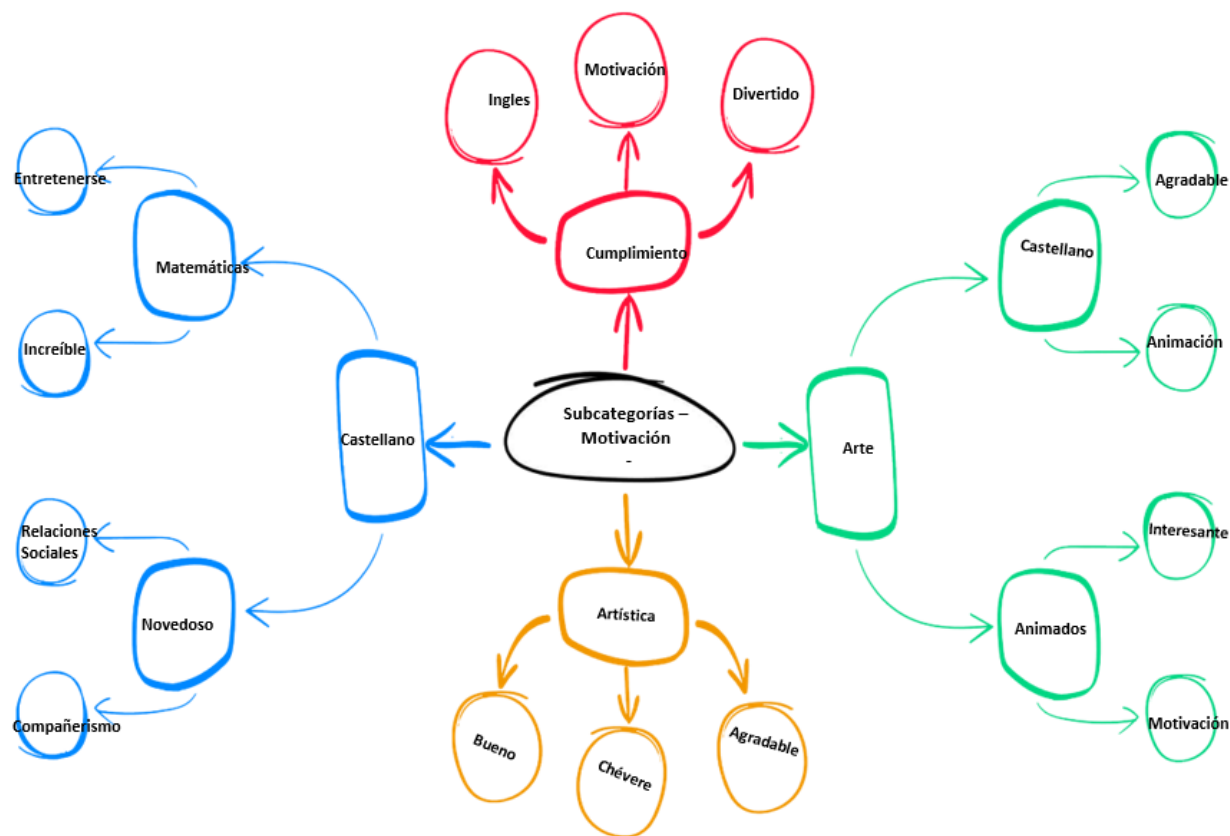 Motivación
Ingles
Divertido
Entretenerse
Agradable
Castellano
Cumplimiento
Matemáticas
Increíble
Animación
Subcategorías –
Motivación
-
Castellano
Arte
Relaciones
Sociales
Interesante
Novedoso
Artística
Animados
Compañerismo
Motivación
Bueno
Chévere
Agradable